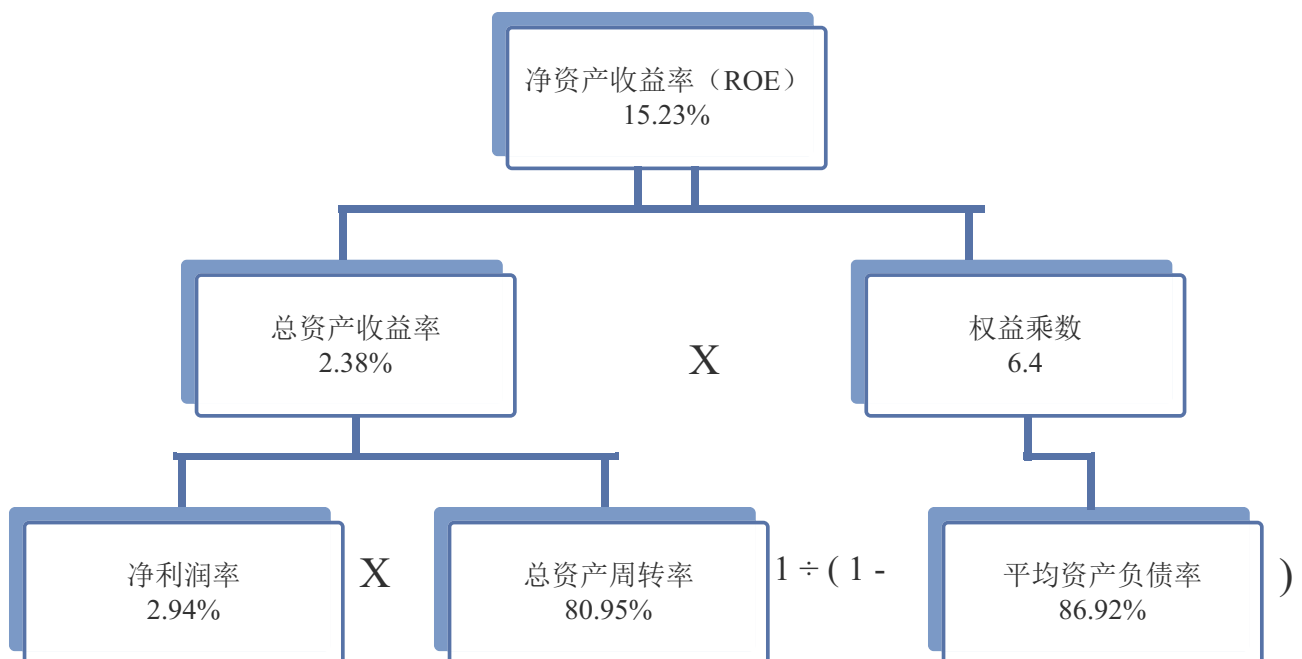 净资产收益率（ROE）
15.23%
总资产收益率
2.38%
X
权益乘数
6.4
净利润率
2.94%
X
总资产周转率
80.95%
1 ÷ ( 1 -
平均资产负债率
86.92%
)